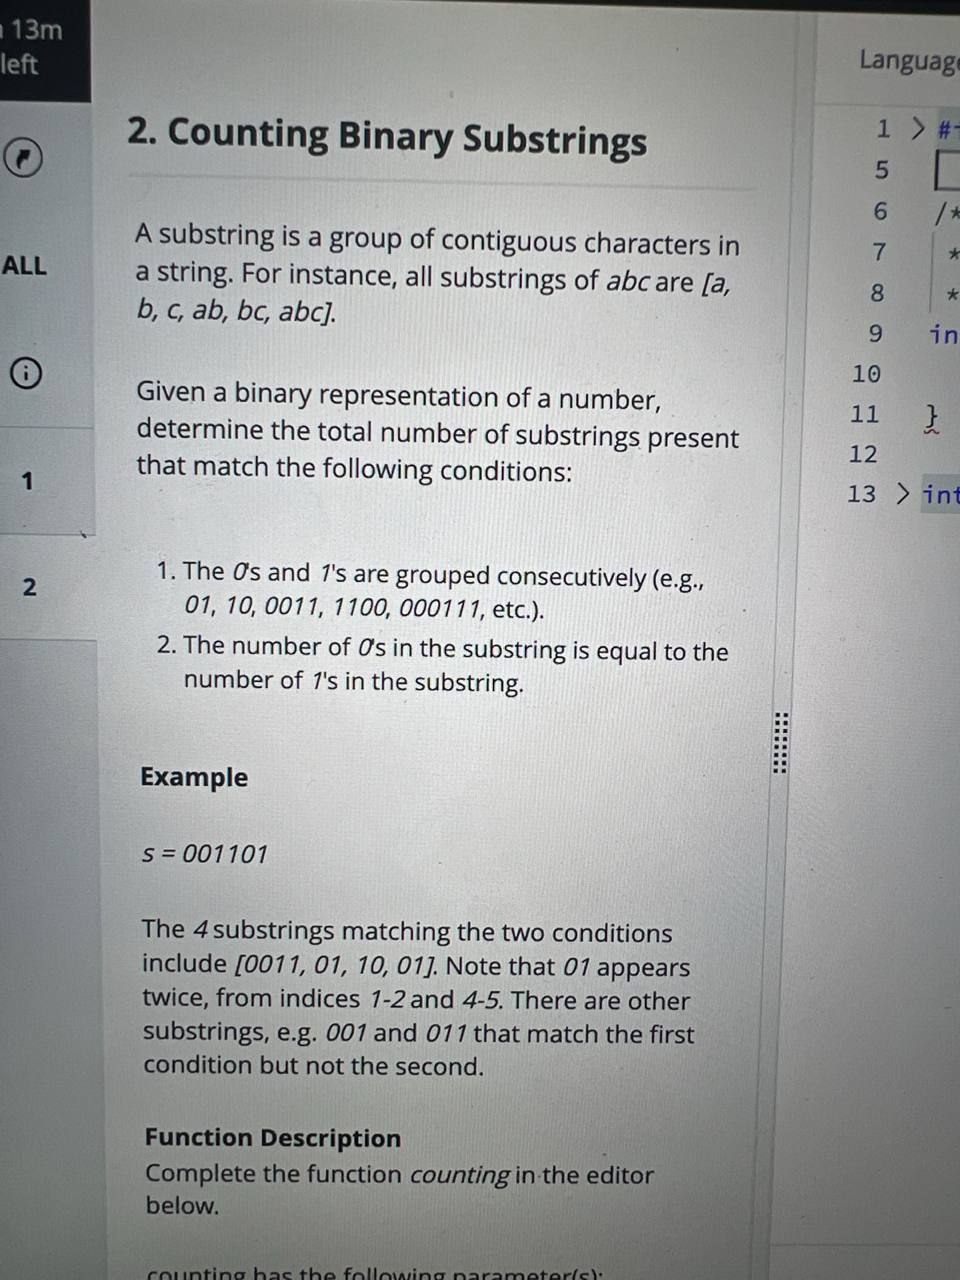 13m
left
ALL
1
2
2. Counting Binary Substrings
A substring is a group of contiguous characters in
a string. For instance, all substrings of abc are [a,
b, c, ab, bc, abc].
Given a binary representation of a number,
determine the total number of substrings present
that match the following conditions:
1. The 0's and 1's are grouped consecutively (e.g.,
01, 10, 0011, 1100, 000111, etc.).
2. The number of 0's in the substring is equal to the
number of 1's in the substring.
Example
s = 001101
The 4 substrings matching the two conditions
include [0011, 01, 10, 01]. Note that 01 appears
twice, from indices 1-2 and 4-5. There are other
substrings, e.g. 001 and 011 that match the first
condition but not the second.
Function Description
Complete the function counting in the editor
below.
counting has the following parameter(s):
Language
1 > #
5
6 /*
7 *
8 *
9 in
10
11 }
12
13 > int